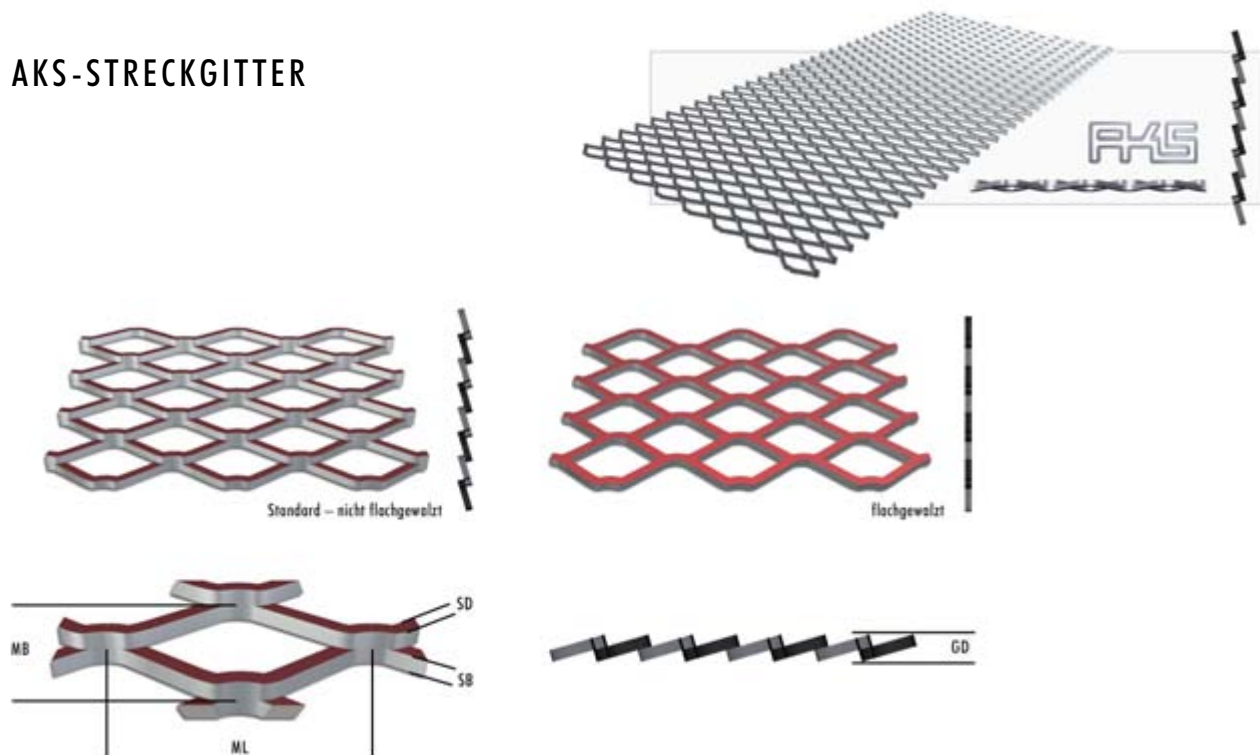 AKS-STRECKGITTER
AKS
Standard – nicht flachgewalzt
flachgewalzt
SD
MB
SB
ML
GD